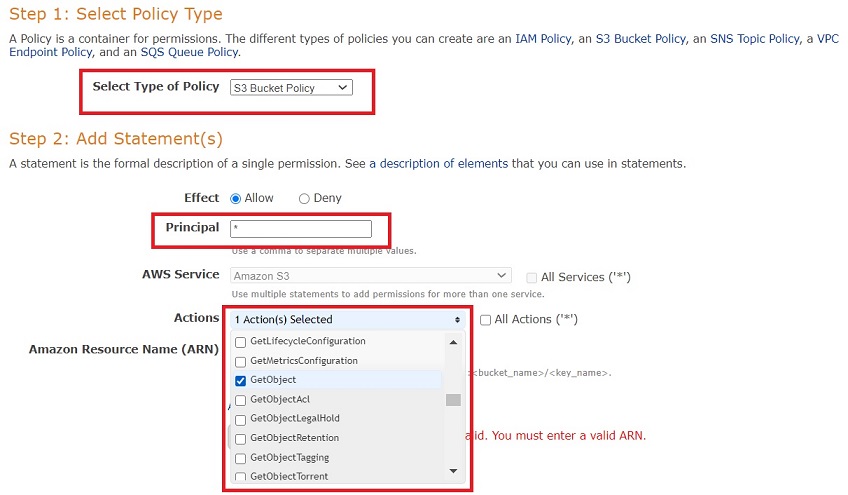 Step 1: Select Policy Type
A Policy is a container for permissions. The different types of policies you can create are an IAM Policy, an S3 Bucket Policy, an SNS Topic Policy, a VPC
Endpoint Policy, and an SQS Queue Policy.
Select Type of Policy S3 Bucket Policy
Step 2: Add Statement(s)
A statement is the formal description of a single permission. See a description of elements that you can use in statements.
Effect Allow Deny
Principal *
Use a comma to separate multiple values.
AWS Service Amazon S3 All Services ('*')
Use multiple statements to add permissions for more than one service.
Actions 1 Action(s) Selected All Actions ('*')
GetLifecycleConfiguration
Amazon Resource Name (ARN)
GetMetricsConfiguration
<bucket_name>/<key_name>.
GetObject
GetObjectAcl
GetObjectLegalHold
GetObjectRetention
alid. You must enter a valid ARN.
GetObjectTagging
GetObjectTorrent